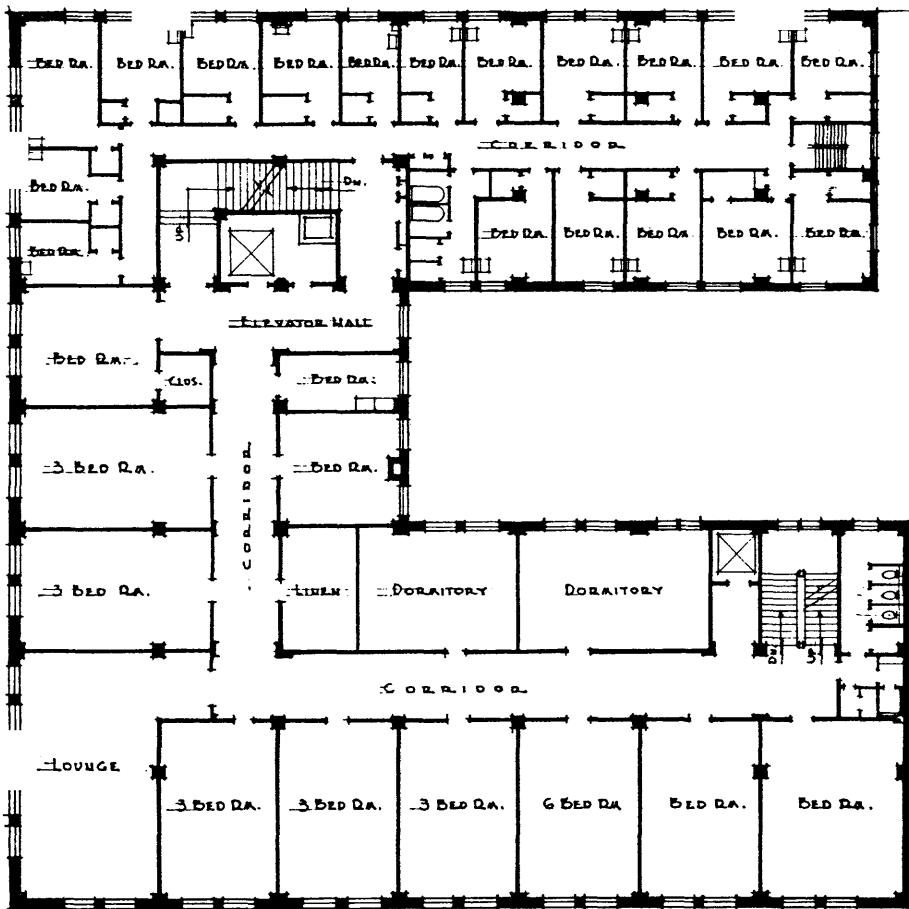 BED RM. BED RM. BED RM. BED RM. BED RM. BED RM. BED RM. BED RM. BED RM. BED RM. BED RM.
CORRIDOR
BED RM.
DN.
UP
BED RM. BED RM. BED RM. BED RM. BED RM.
BED RM.
ELEVATOR HALL
BED RM.
CLOS.
BED RM.
3 BED RM.
CORRIDOR
BED RM.
3 BED RM.
LINEN
DORMITORY
DORMITORY
DN
UP
CORRIDOR
LOUNGE
3 BED RM.
3 BED RM.
3 BED RM.
6 BED RM
BED RM.
BED RM.